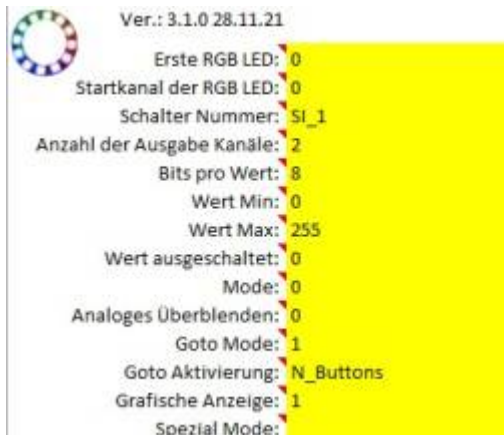 Ver.: 3.1.0 28.11.21
Erste RGB LED: 0
Startkanal der RGB LED: 0
Schalter Nummer: SI_1
Anzahl der Ausgabe Kanäle: 2
Bits pro Wert: 8
Wert Min: 0
Wert Max: 255
Wert ausgeschaltet: 0
Mode: 0
Analoges Überblenden: 0
Goto Mode: 1
Goto Aktivierung: N_Buttons
Grafische Anzeige: 1
Spezial Mode: